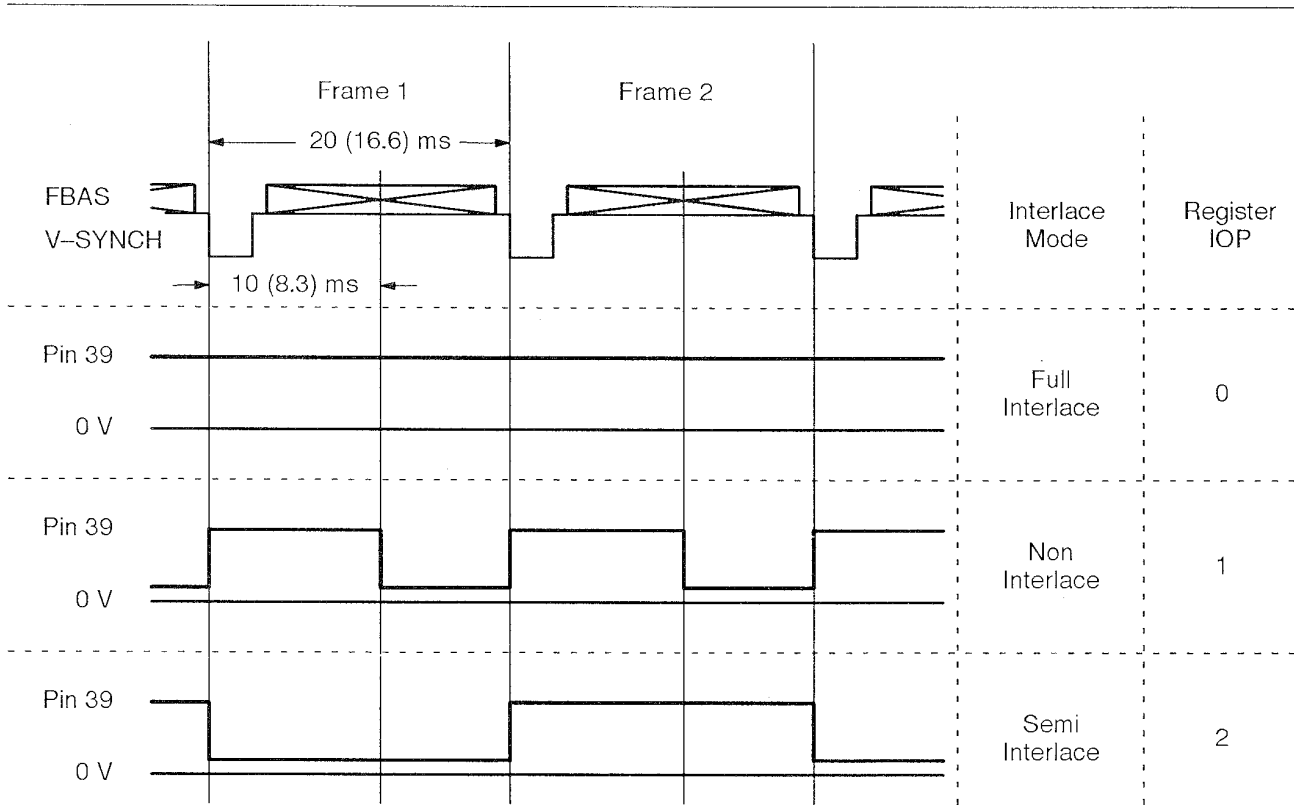 Frame 1
Frame 2
20 (16.6) ms
FBAS
V–SYNCH
Interlace
Mode
Register
IOP
10 (8.3) ms
Pin 39
0 V
Full
Interlace
0
Pin 39
0 V
Non
Interlace
1
Pin 39
0 V
Semi
Interlace
2